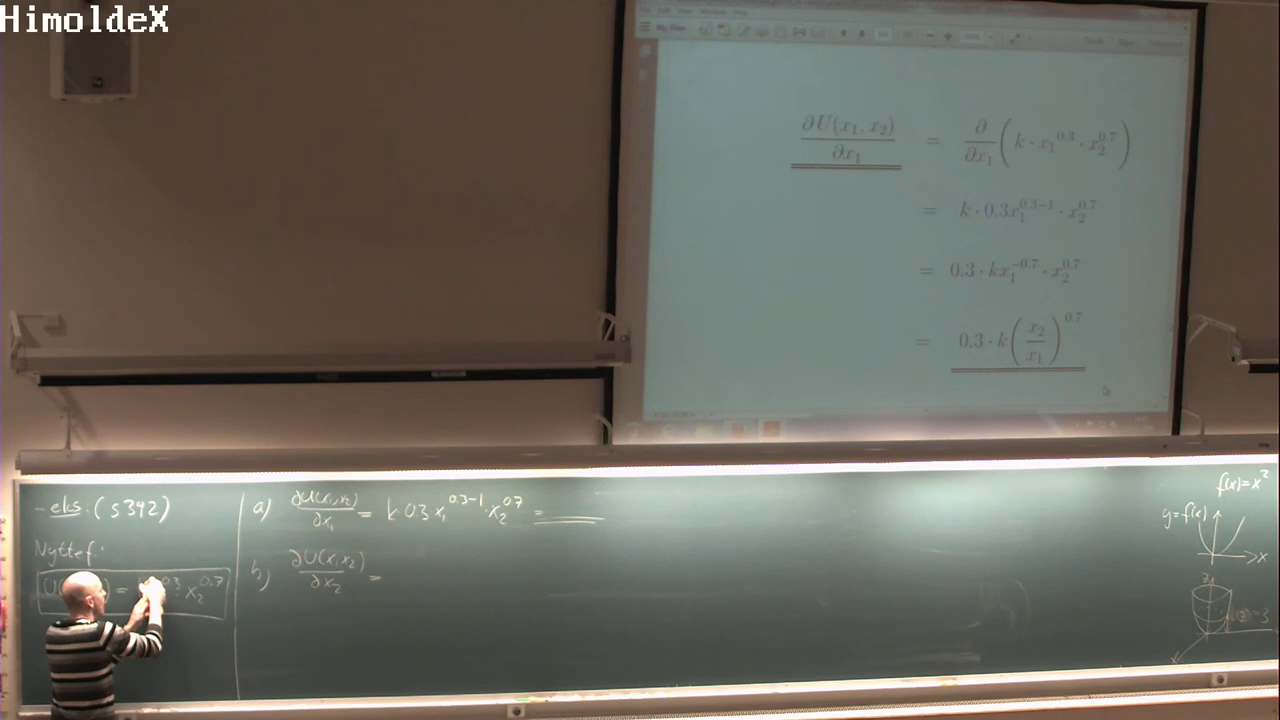 HimoldeX
∂U(x₁, x₂) / ∂x₁ = ∂/∂x₁ (k · x₁^0.3 · x₂^0.7)
= k · 0.3x₁^0.3−1 · x₂^0.7
= 0.3 · kx₁^−0.7 · x₂^0.7
= 0.3 · k (x₂/x₁)^0.7
- eks: (s 342)
Nyttef:
= x₂^0.7
a) ∂U(x₁,x₂)/∂x₁ = k·0.3 x₁^0.3-1 · x₂^0.7 =
b) ∂U(x₁,x₂)/∂x₂ =
f(x)=x²
y=f(x)
x